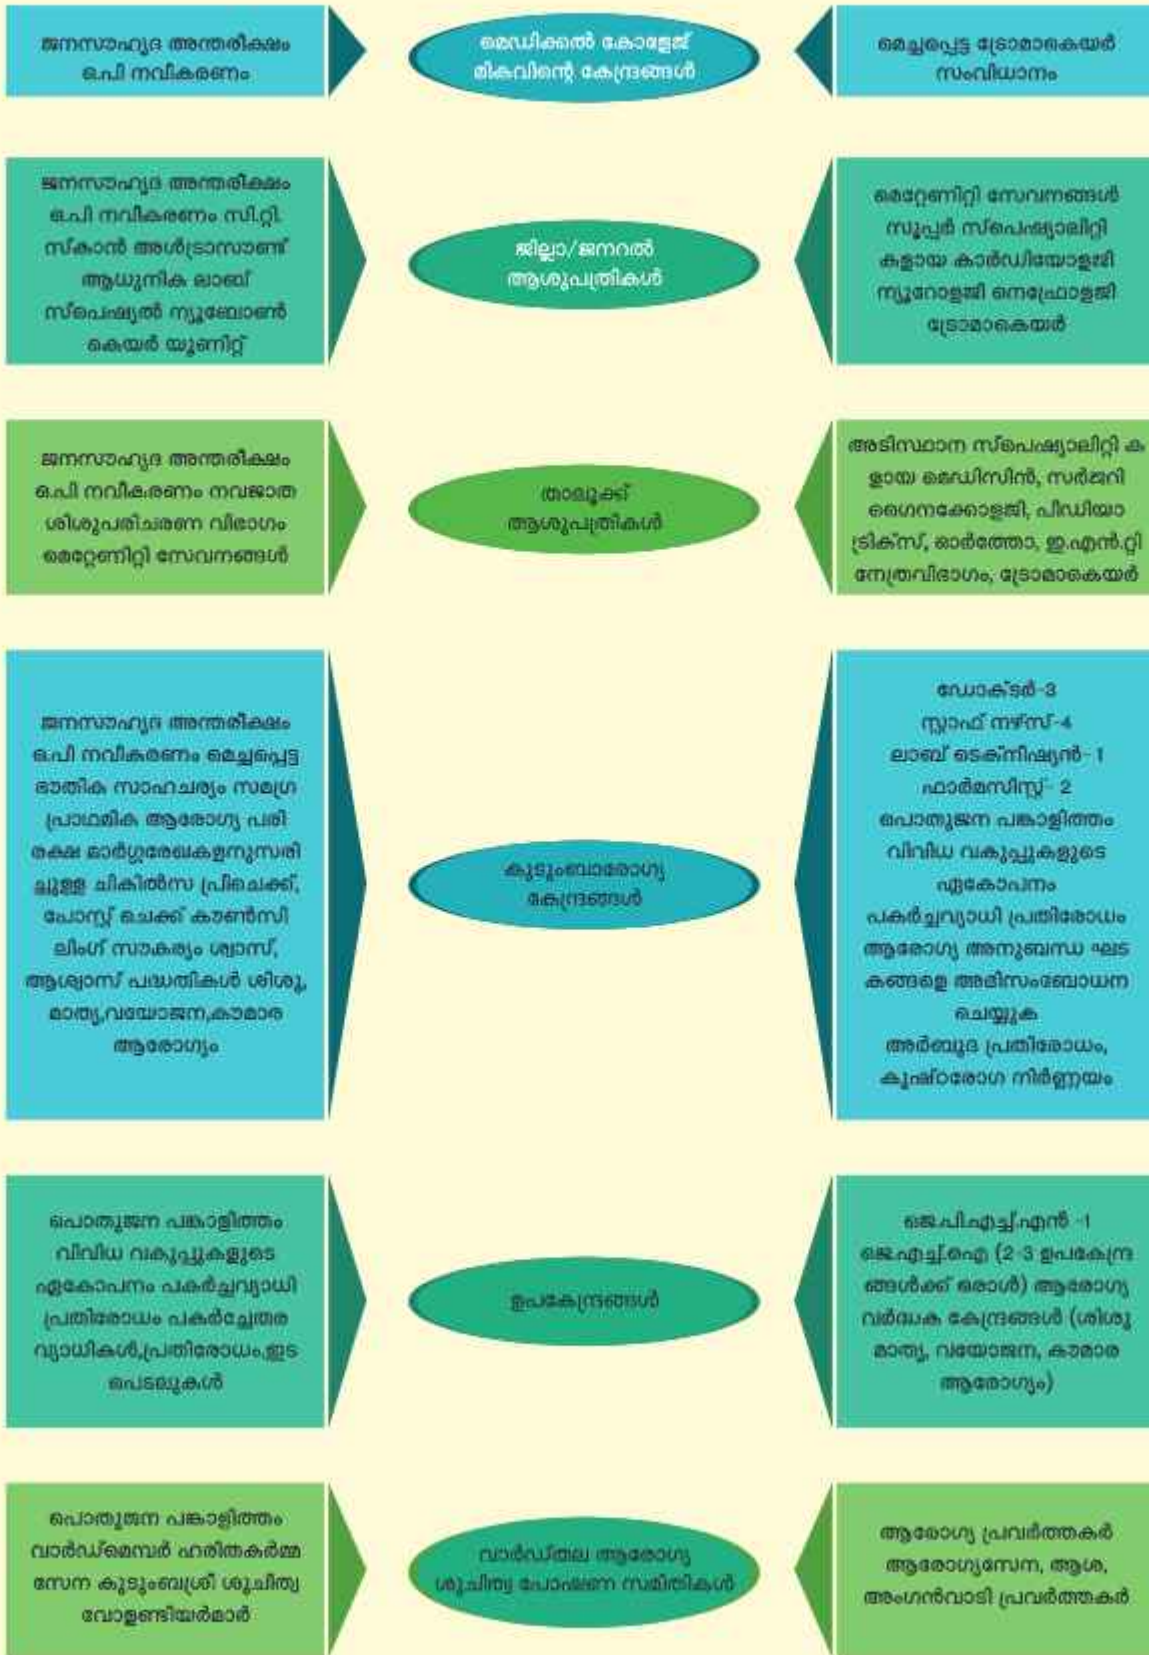 ജനസൗഹൃദ അന്തരീക്ഷം
ഒ.പി നവീകരണം
മെഡിക്കൽ കോളേജ്
മികവിന്റെ കേന്ദ്രങ്ങൾ
മെച്ചപ്പെട്ട ട്രോമാകെയർ
സംവിധാനം
ജനസൗഹൃദ അന്തരീക്ഷം
ഒ.പി നവീകരണം സി.റ്റി.
സ്കാൻ അൾട്രാസാണ്ട്
ആധുനിക ലാബ്
സ്പെഷ്യൽ ന്യൂബോൺ
കെയർ യൂണിറ്റ്
ജില്ലാ/ജനറൽ
ആശുപത്രികൾ
മെറ്റേണിറ്റി സേവനങ്ങൾ
സൂപ്പർ സ്പെഷ്യാലിറ്റി
കളായ കാർഡിയോളജി
ന്യൂറോളജി നെഫ്രോളജി
ട്രോമാകെയർ
ജനസൗഹൃദ അന്തരീക്ഷം
ഒ.പി നവീകരണം നവജാത
ശിശുപരിചരണ വിഭാഗം
മെറ്റേണിറ്റി സേവനങ്ങൾ
താലൂക്ക്
ആശുപത്രികൾ
അടിസ്ഥാന സ്പെഷ്യാലിറ്റി ക
ളായ മെഡിസിൻ, സർജറി
ഗൈനക്കോളജി, പീഡിയാ
ട്രിക്സ്, ഓർത്തോ, ഇ.എൻ.റ്റി
നേത്രവിഭാഗം, ട്രോമാകെയർ
ജനസൗഹൃദ അന്തരീക്ഷം
ഒ.പി നവീകരണം മെച്ചപ്പെട്ട
ഭൗതിക സാഹചര്യം സമഗ്ര
പ്രാഥമിക ആരോഗ്യ പരി
രക്ഷ മാർഗ്ഗരേഖകളനുസരി
ച്ചുള്ള ചികിൽസ പ്രീചെക്ക്,
പോസ്റ്റ് ചെക്ക് കൗൺസി
ലിംഗ് സൗകര്യം ശ്വാസ്,
ആശ്വാസ് പദ്ധതികൾ ശിശു,
മാതൃ,വയോജന,കൗമാര
ആരോഗ്യം
കുടുംബാരോഗ്യ
കേന്ദ്രങ്ങൾ
ഡോക്ടർ-3
സ്റ്റാഫ് നഴ്സ്-4
ലാബ് ടെക്നിഷ്യൻ- 1
ഫാർമസിസ്റ്റ്- 2
പൊതുജന പങ്കാളിത്തം
വിവിധ വകുപ്പുകളുടെ
ഏകോപനം
പകർച്ചവ്യാധി പ്രതിരോധം
ആരോഗ്യ അനുബന്ധ ഘട
കങ്ങളെ അഭിസംബോധന
ചെയ്യുക
അർബുദ പ്രതിരോധം,
കുഷ്ഠരോഗ നിർണ്ണയം
പൊതുജന പങ്കാളിത്തം
വിവിധ വകുപ്പുകളുടെ
ഏകോപനം പകർച്ചവ്യാധി
പ്രതിരോധം പകർച്ചേതര
വ്യാധികൾ,പ്രതിരോധം,ഇട
പെടലുകൾ
ഉപകേന്ദ്രങ്ങൾ
ജെ.പി.എച്ച്.എൻ -1
ജെ.എച്ച്.ഐ (2-3 ഉപകേന്ദ്ര
ങ്ങൾക്ക് ഒരാൾ) ആരോഗ്യ
വർദ്ധക കേന്ദ്രങ്ങൾ (ശിശു
മാതൃ, വയോജന, കൗമാര
ആരോഗ്യം)
പൊതുജന പങ്കാളിത്തം
വാർഡ്മെമ്പർ ഹരിതകർമ്മ
സേന കുടുംബശ്രീ ശുചിത്വ
വോളണ്ടിയർമാർ
വാർഡ്തല ആരോഗ്യ
ശുചിത്വ പോഷണ സമിതികൾ
ആരോഗ്യ പ്രവർത്തകർ
ആരോഗ്യസേന, ആശ,
അംഗൻവാടി പ്രവർത്തകർ